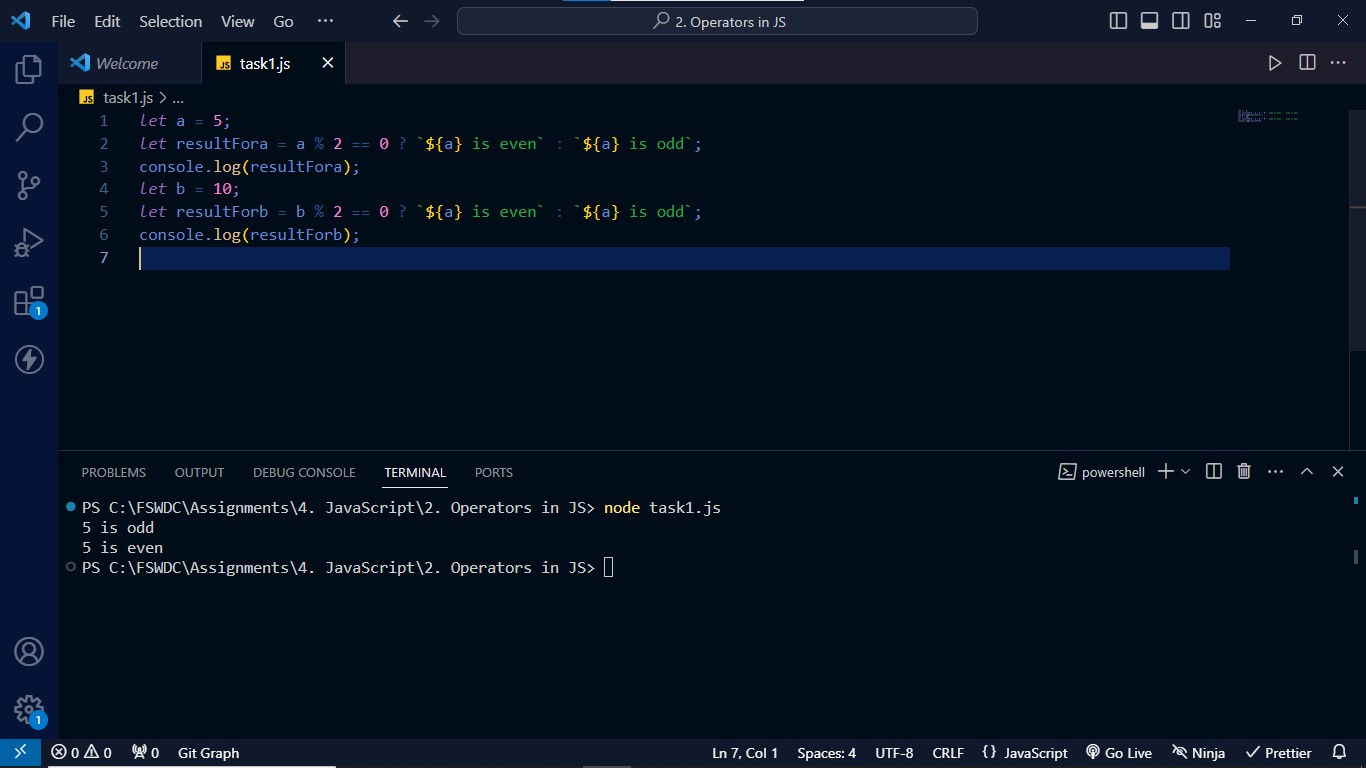 File Edit Selection View Go ···
2. Operators in JS
Welcome
JS task1.js
JS task1.js > ...
1 let a = 5;
2 let resultFora = a % 2 == 0 ? `${a} is even` : `${a} is odd`;
3 console.log(resultFora);
4 let b = 10;
5 let resultForb = b % 2 == 0 ? `${a} is even` : `${a} is odd`;
6 console.log(resultForb);
7
1
PROBLEMS OUTPUT DEBUG CONSOLE TERMINAL PORTS
powershell
PS C:\FSWDC\Assignments\4. JavaScript\2. Operators in JS> node task1.js
5 is odd
5 is even
PS C:\FSWDC\Assignments\4. JavaScript\2. Operators in JS>
1
0 0 0 Git Graph
Ln 7, Col 1 Spaces: 4 UTF-8 CRLF {} JavaScript Go Live Ninja Prettier